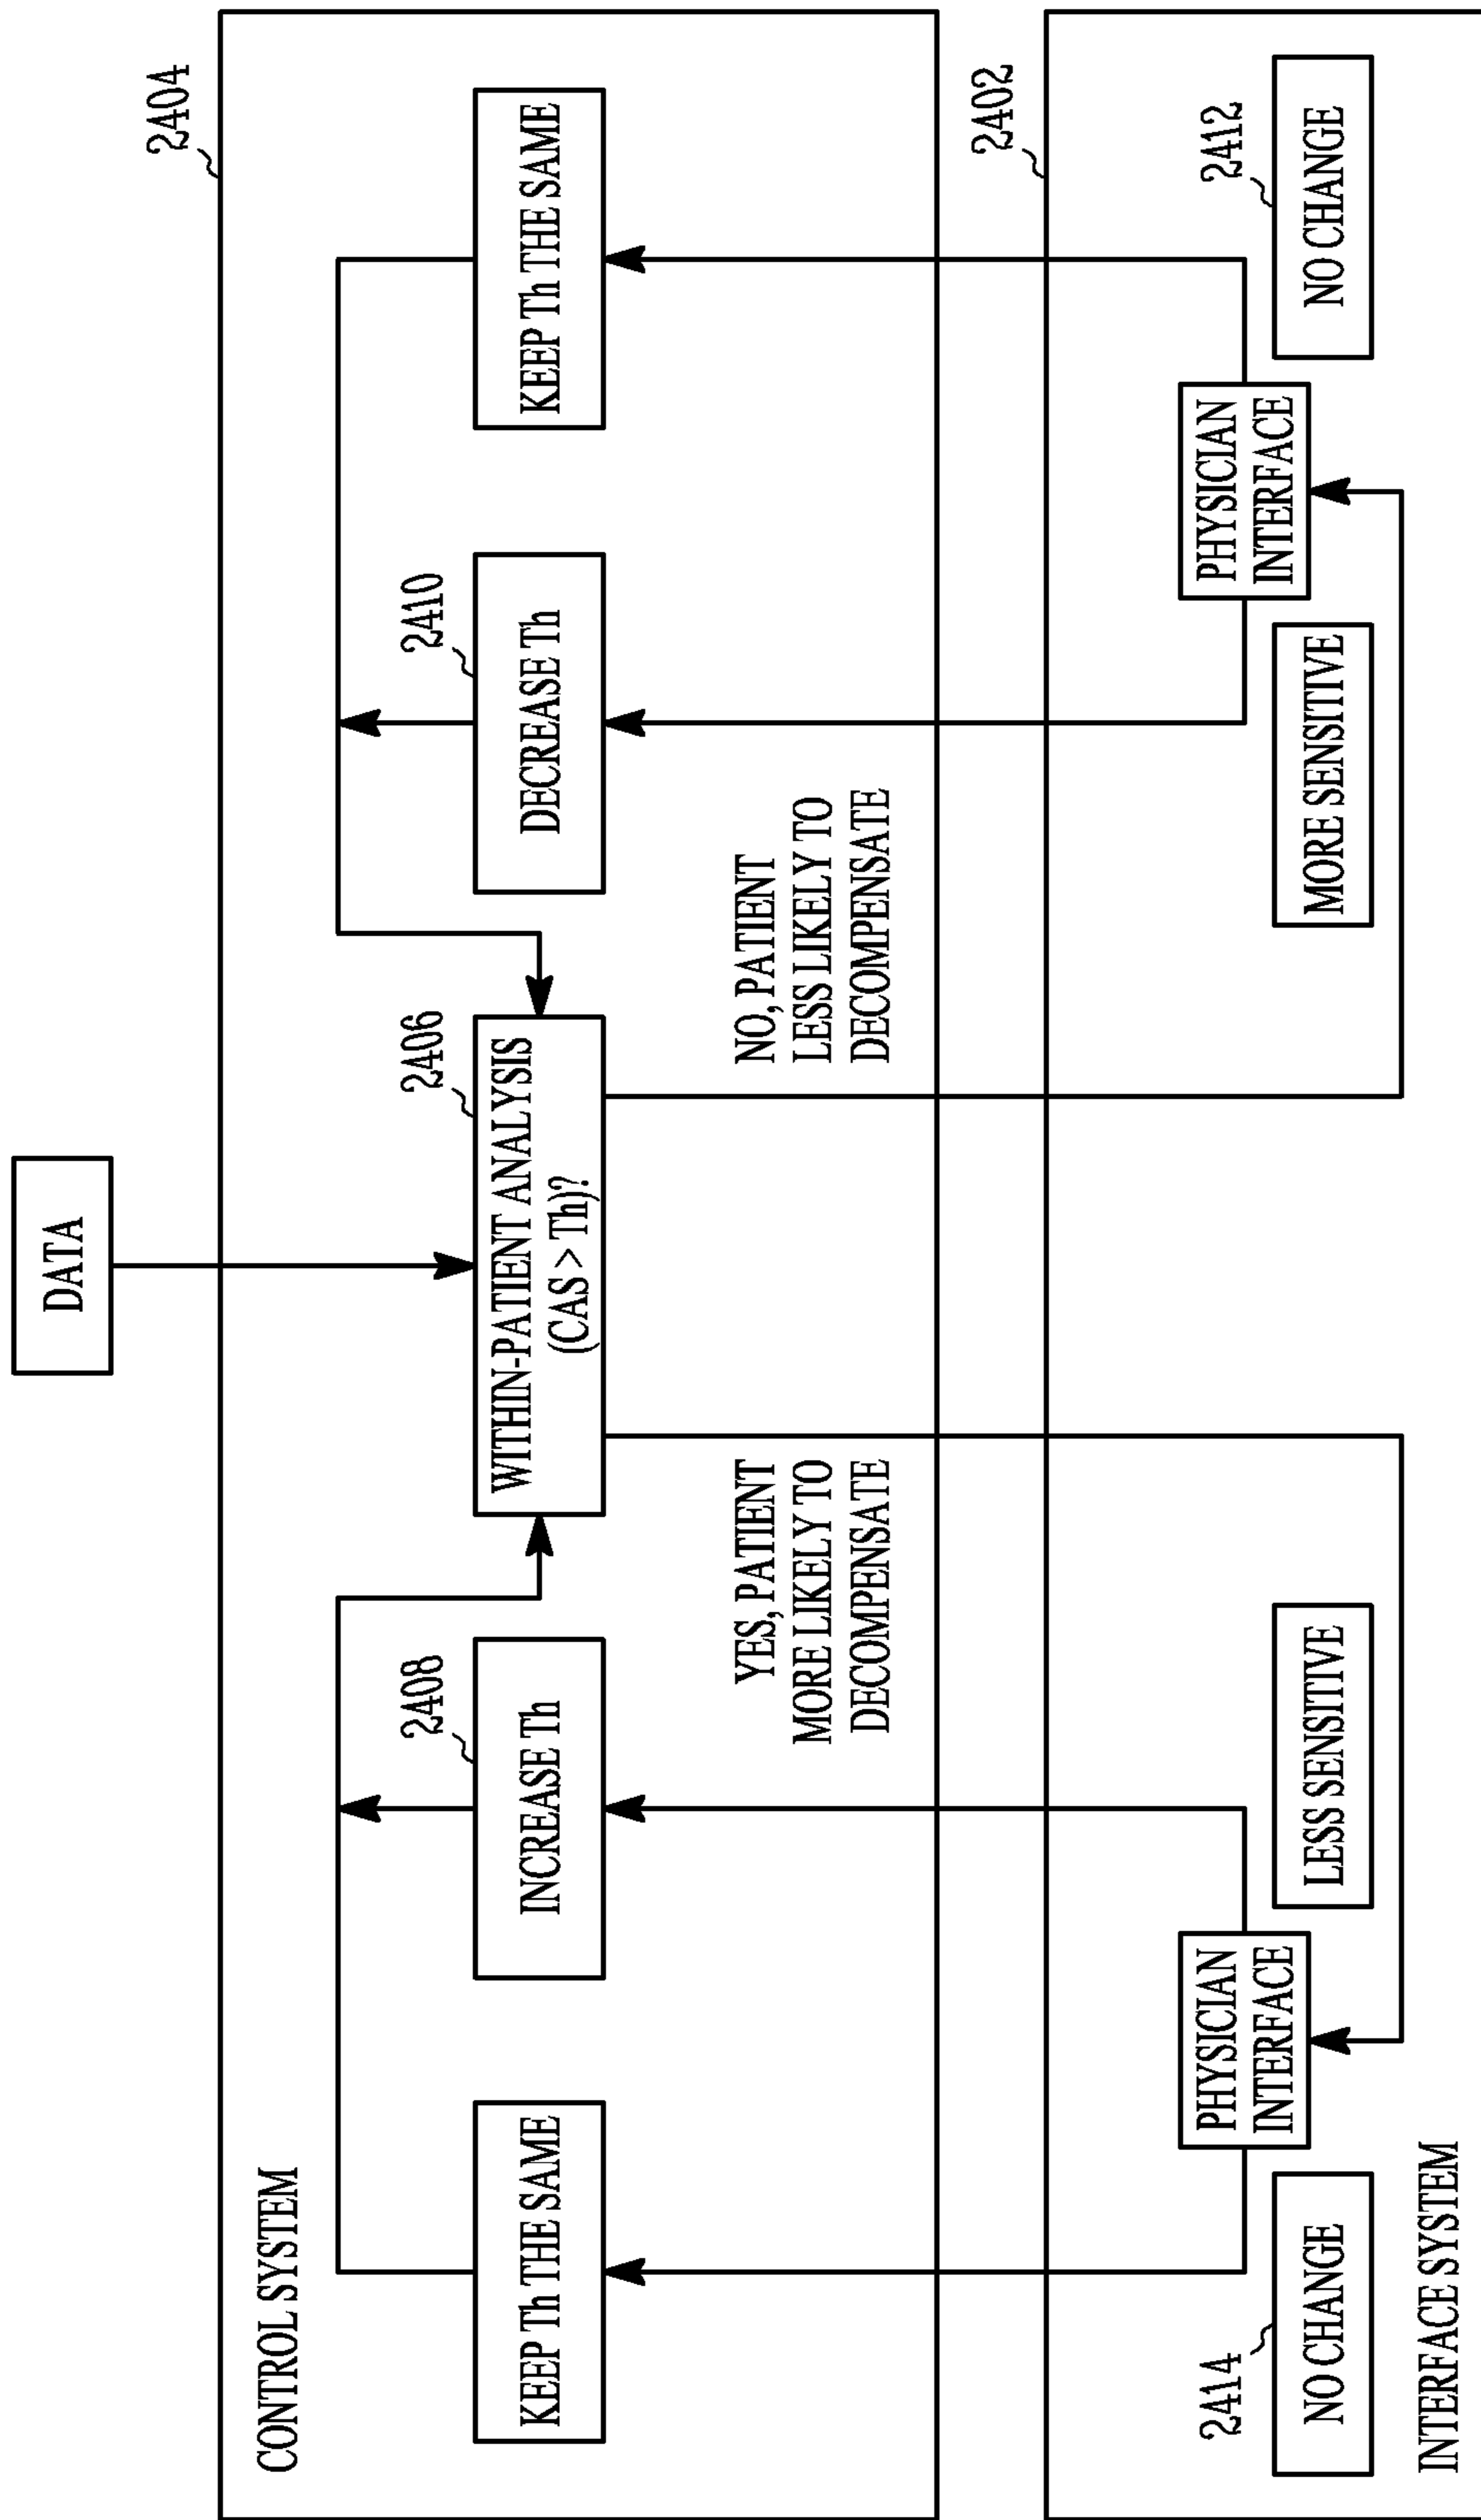 DATA
2404
CONTROL SYSTEM
KEEP Th THE SAME
2408
INCREASE Th
2406
WITHIN-PATIENT ANALYSIS
(CAS > Th)?
2410
DECREASE Th
KEEP Th THE SAME
YES, PATIENT
MORE LIKELY TO
DECOMPENSATE
NO, PATIENT
LESS LIKELY TO
DECOMPENSATE
2402
2414
NO CHANGE
PHYSICIAN
INTERFACE
LESS SENSITIVE
MORE SENSITIVE
PHYSICIAN
INTERFACE
2412
NO CHANGE
INTERFACE SYSTEM